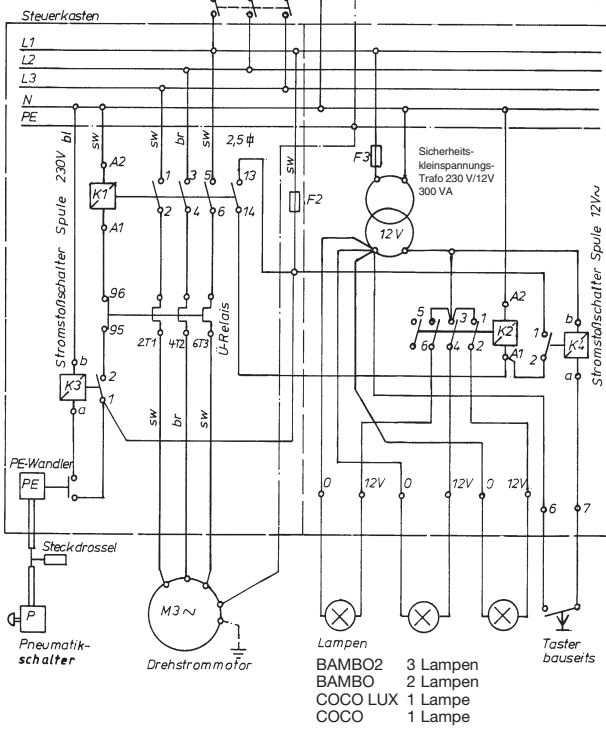 Steuerkasten
L1
L2
L3
N
PE
bl
sw
sw
br
sw
2,5 ϕ
sw
F3
Sicherheits-
kleinspannungs-
Trafo 230 V/12V
300 VA
A2
1
3
5
13
K1
F2
2
4
6
14
12 V
A1
Stromstoßschalter Spule 230V
Stromstoßschalter Spule 12V~
96
95
2T1
4T2
6T3
Ü-Relais
5
3
1
A2
K2
1
b
K4
6
4
2
A1
2
a
b
K3
2
1
a
sw
br
sw
PE-Wandler
PE
0
12V
0
12V
0
12V
6
7
Steckdrossel
P
M3~
Pneumatik-
schalter
Drehstrommotor
Lampen
Taster
bauseits
BAMBO2 3 Lampen
BAMBO 2 Lampen
COCO LUX 1 Lampe
COCO 1 Lampe